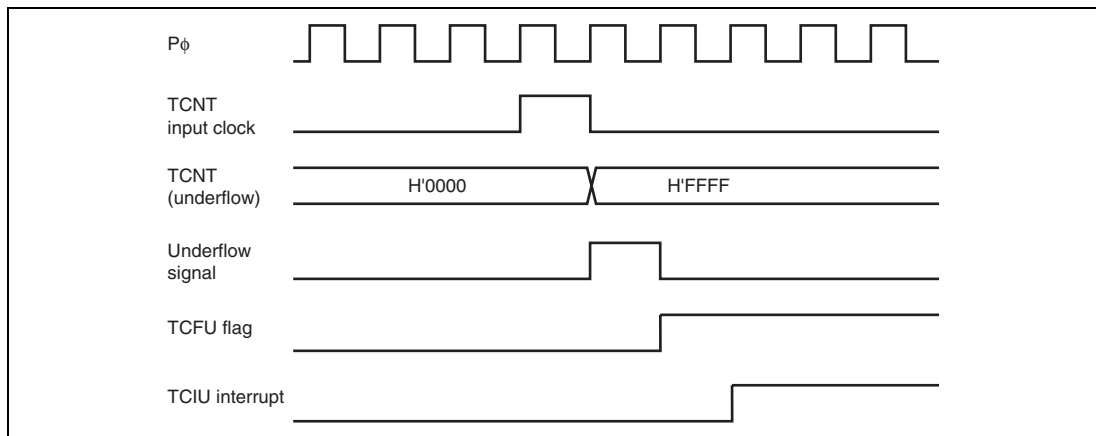 Pφ
TCNT
input clock
TCNT
(underflow)
H'0000
H'FFFF
Underflow
signal
TCFU flag
TCIU interrupt